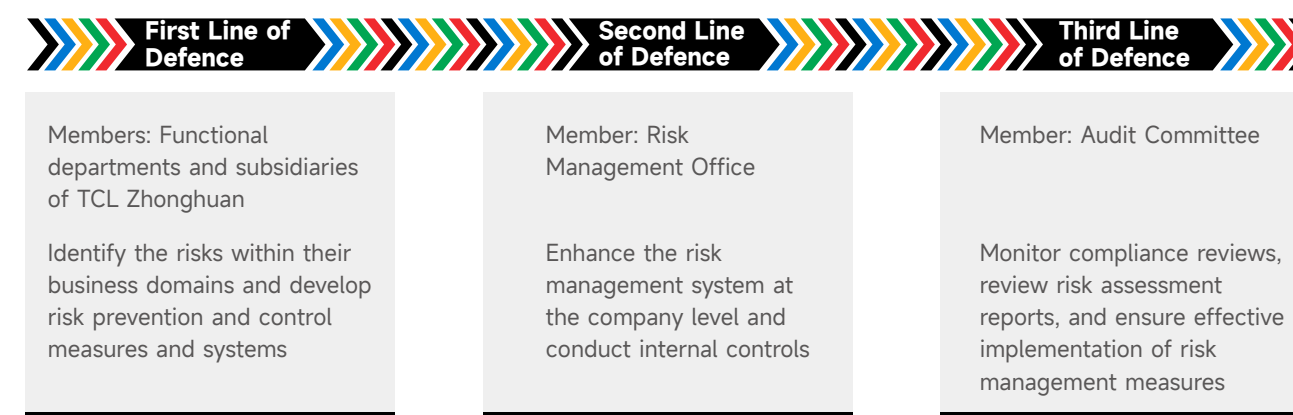 First Line of
Defence
Second Line
of Defence
Third Line
of Defence
Members: Functional
departments and subsidiaries
of TCL Zhonghuan
Identify the risks within their
business domains and develop
risk prevention and control
measures and systems
Member: Risk
Management Office
Enhance the risk
management system at
the company level and
conduct internal controls
Member: Audit Committee
Monitor compliance reviews,
review risk assessment
reports, and ensure effective
implementation of risk
management measures